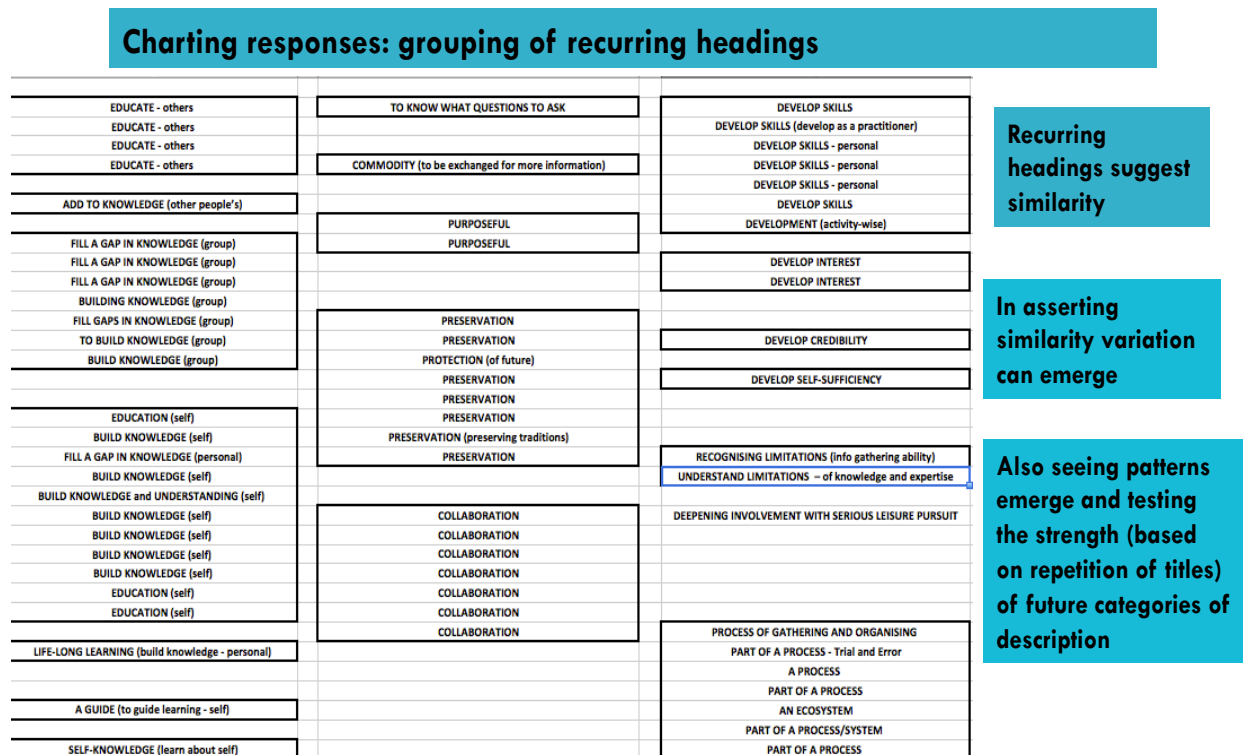 Charting responses: grouping of recurring headings
EDUCATE - others
EDUCATE - others
EDUCATE - others
EDUCATE - others
ADD TO KNOWLEDGE (other people's)
FILL A GAP IN KNOWLEDGE (group)
FILL A GAP IN KNOWLEDGE (group)
FILL A GAP IN KNOWLEDGE (group)
BUILDING KNOWLEDGE (group)
FILL GAPS IN KNOWLEDGE (group)
TO BUILD KNOWLEDGE (group)
BUILD KNOWLEDGE (group)
EDUCATION (self)
BUILD KNOWLEDGE (self)
FILL A GAP IN KNOWLEDGE (personal)
BUILD KNOWLEDGE (self)
BUILD KNOWLEDGE and UNDERSTANDING (self)
BUILD KNOWLEDGE (self)
BUILD KNOWLEDGE (self)
BUILD KNOWLEDGE (self)
BUILD KNOWLEDGE (self)
EDUCATION (self)
EDUCATION (self)
LIFE-LONG LEARNING (build knowledge - personal)
A GUIDE (to guide learning - self)
SELF-KNOWLEDGE (learn about self)
TO KNOW WHAT QUESTIONS TO ASK
COMMODITY (to be exchanged for more information)
PURPOSEFUL
PURPOSEFUL
PRESERVATION
PRESERVATION
PROTECTION (of future)
PRESERVATION
PRESERVATION
PRESERVATION
PRESERVATION (preserving traditions)
PRESERVATION
COLLABORATION
COLLABORATION
COLLABORATION
COLLABORATION
COLLABORATION
COLLABORATION
COLLABORATION
DEVELOP SKILLS
DEVELOP SKILLS (develop as a practitioner)
DEVELOP SKILLS - personal
DEVELOP SKILLS - personal
DEVELOP SKILLS - personal
DEVELOP SKILLS
DEVELOPMENT (activity-wise)
DEVELOP INTEREST
DEVELOP INTEREST
DEVELOP CREDIBILITY
DEVELOP SELF-SUFFICIENCY
RECOGNISING LIMITATIONS (info gathering ability)
UNDERSTAND LIMITATIONS – of knowledge and expertise
DEEPENING INVOLVEMENT WITH SERIOUS LEISURE PURSUIT
PROCESS OF GATHERING AND ORGANISING
PART OF A PROCESS - Trial and Error
A PROCESS
PART OF A PROCESS
AN ECOSYSTEM
PART OF A PROCESS/SYSTEM
PART OF A PROCESS
Recurring
headings suggest
similarity
In asserting
similarity variation
can emerge
Also seeing patterns
emerge and testing
the strength (based
on repetition of titles)
of future categories of
description